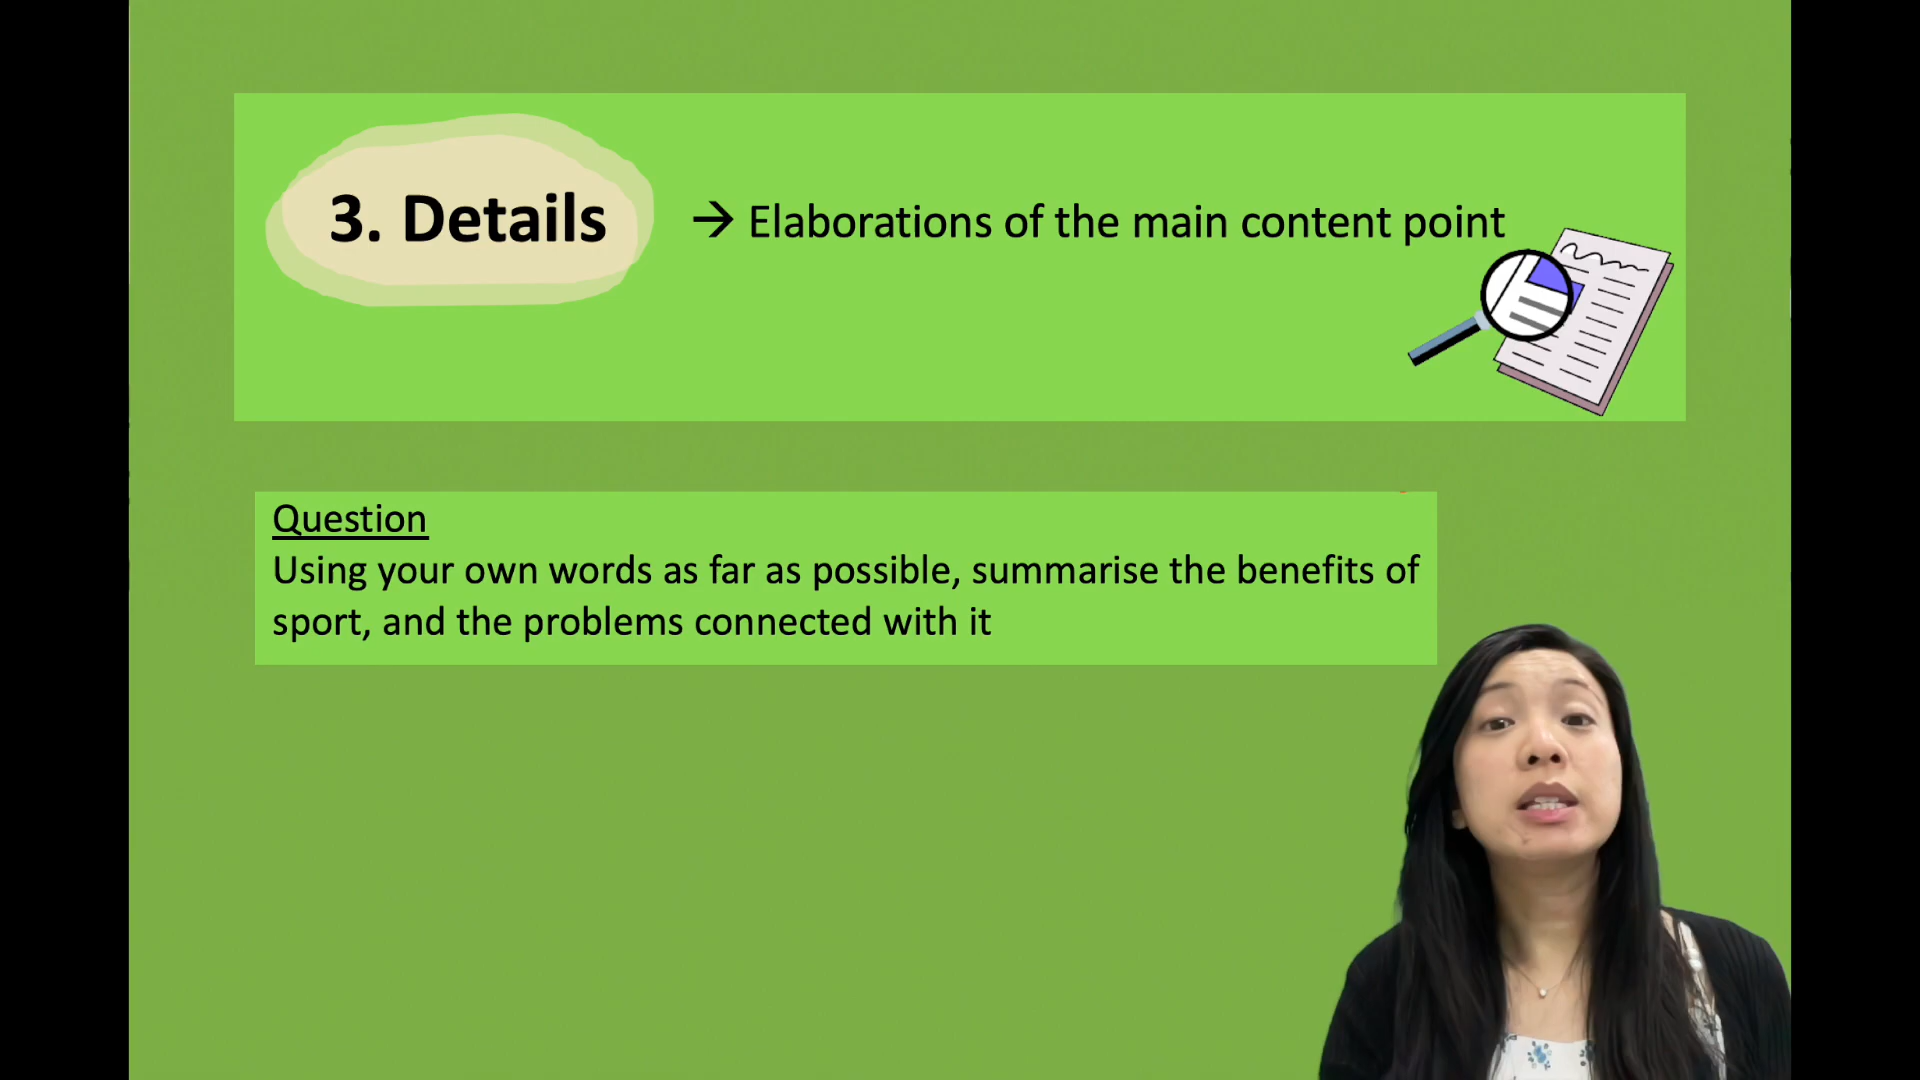 3. Details → Elaborations of the main content point
Question
Using your own words as far as possible, summarise the benefits of
sport, and the problems connected with it